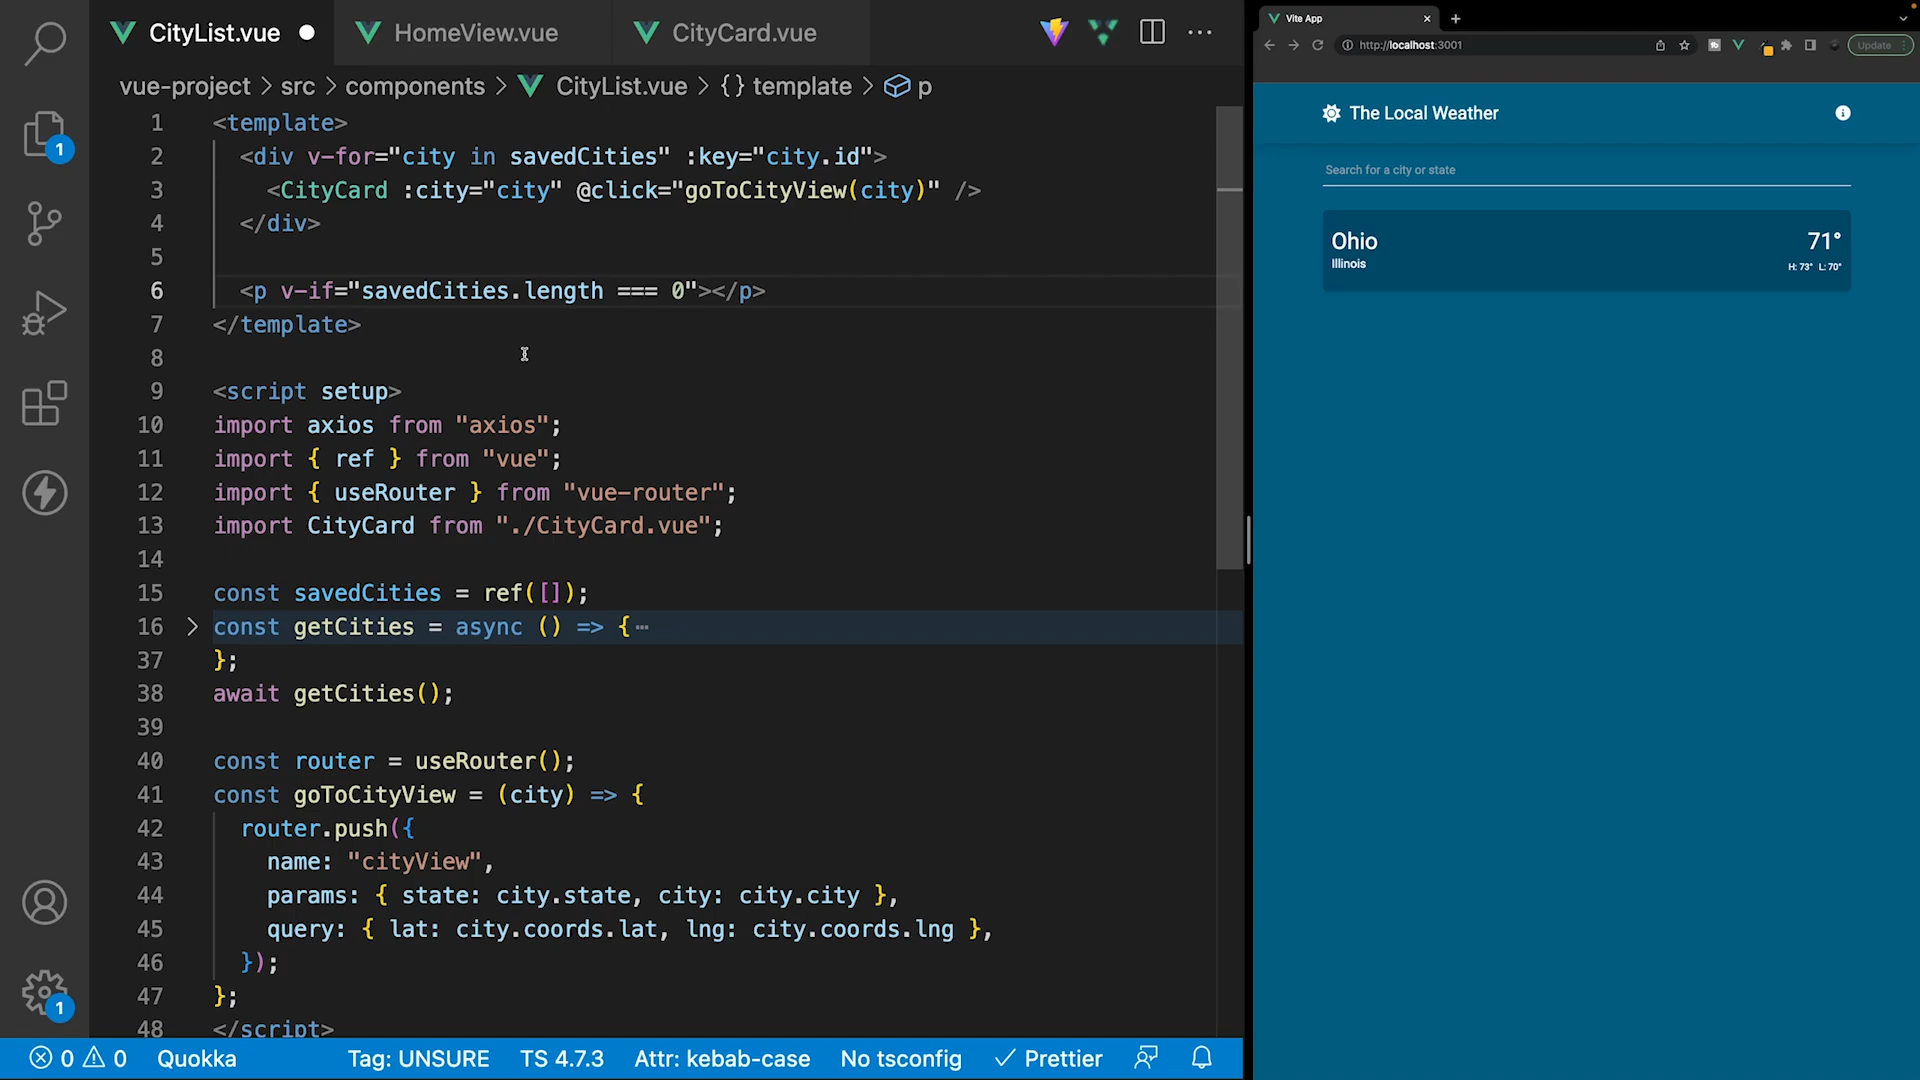 CityList.vue
HomeView.vue
CityCard.vue
vue-project > src > components > CityList.vue > {} template > p
1 <template>
2 <div v-for="city in savedCities" :key="city.id">
3 <CityCard :city="city" @click="goToCityView(city)" />
4 </div>
5
6 <p v-if="savedCities.length === 0"></p>
7 </template>
8
9 <script setup>
10 import axios from "axios";
11 import { ref } from "vue";
12 import { useRouter } from "vue-router";
13 import CityCard from "./CityCard.vue";
14
15 const savedCities = ref([]);
16 const getCities = async () => {
37 };
38 await getCities();
39
40 const router = useRouter();
41 const goToCityView = (city) => {
42 router.push({
43 name: "cityView",
44 params: { state: city.state, city: city.city },
45 query: { lat: city.coords.lat, lng: city.coords.lng },
46 });
47 };
48 </script>
1
1
0 0 Quokka Tag: UNSURE TS 4.7.3 Attr: kebab-case No tsconfig Prettier
Vite App
http://localhost:3001
Update
The Local Weather
Search for a city or state
Ohio 71°
Illinois H: 73° L: 70°